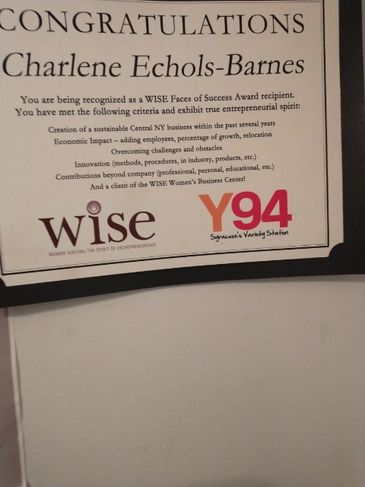 CONGRATULATIONS
Charlene Echols-Barnes
You are being recognized as a WISE Faces of Success Award recipient.
You have met the following criteria and exhibit true entrepreneurial spirit:
Creation of a sustainable Central NY business within the past several years
Economic Impact – adding employees, percentage of growth, relocation
Overcoming challenges and obstacles
Innovation (methods, procedures, in industry, products, etc.)
Contributions beyond company (professional, personal, educational, etc.)
And a client of the WISE Women's Business Center!
wise
WOMEN IGNITING THE SPIRIT OF ENTREPRENEURSHIP
Y94
Syracuse's Variety Station